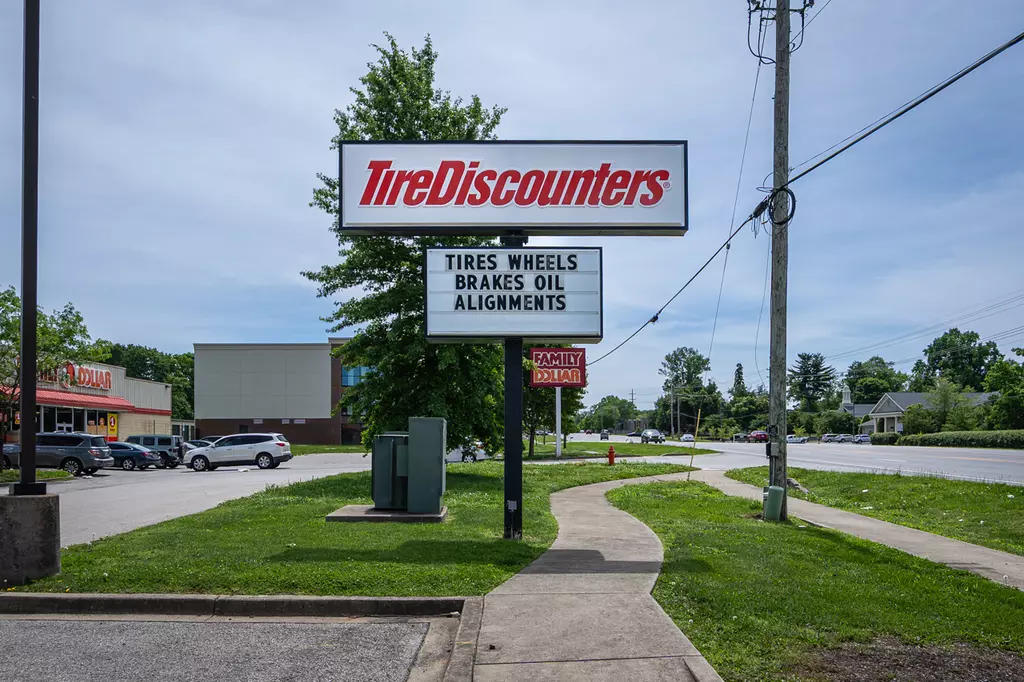 TireDiscounters®
TIRES WHEELS
BRAKES OIL
ALIGNMENTS
FAMILY
DOLLAR
DOLLAR